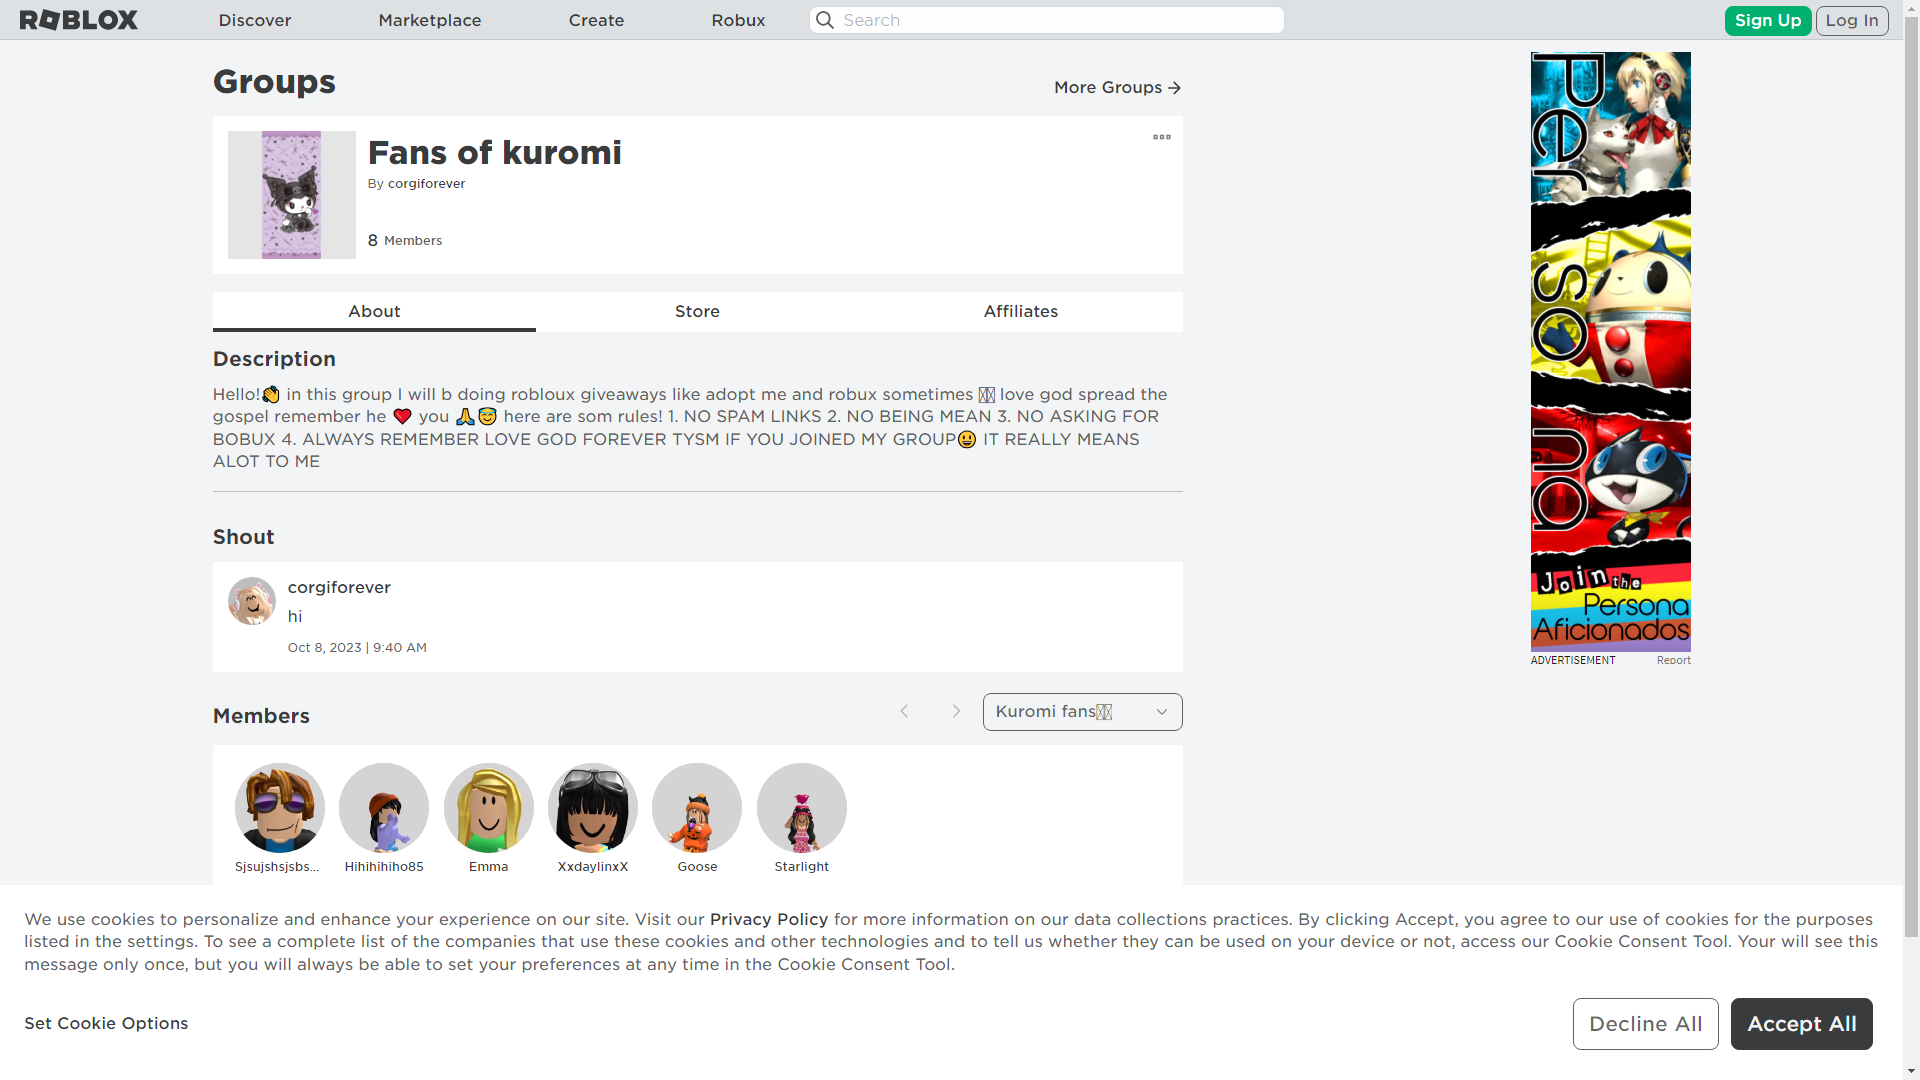 ROBLOX Discover Marketplace Create Robux Search Sign Up Log In
Groups
More Groups
Fans of kuromi
By corgiforever
8 Members
About Store Affiliates
Description
Hello!👏 in this group I will b doing robloux giveaways like adopt me and robux sometimes love god spread the
gospel remember he ❤️ you 🙏😇 here are som rules! 1. NO SPAM LINKS 2. NO BEING MEAN 3. NO ASKING FOR
BOBUX 4. ALWAYS REMEMBER LOVE GOD FOREVER TYSM IF YOU JOINED MY GROUP😃 IT REALLY MEANS
ALOT TO ME
Shout
corgiforever
hi
Oct 8, 2023 | 9:40 AM
Members
Kuromi fans
Sjsujshsjsbs... Hihihihiho85 Emma XxdaylinxX Goose Starlight
Persona
Join the
Persona
Aficionados
ADVERTISEMENT Report
We use cookies to personalize and enhance your experience on our site. Visit our Privacy Policy for more information on our data collections practices. By clicking Accept, you agree to our use of cookies for the purposes
listed in the settings. To see a complete list of the companies that use these cookies and other technologies and to tell us whether they can be used on your device or not, access our Cookie Consent Tool. Your will see this
message only once, but you will always be able to set your preferences at any time in the Cookie Consent Tool.
Set Cookie Options
Decline All
Accept All